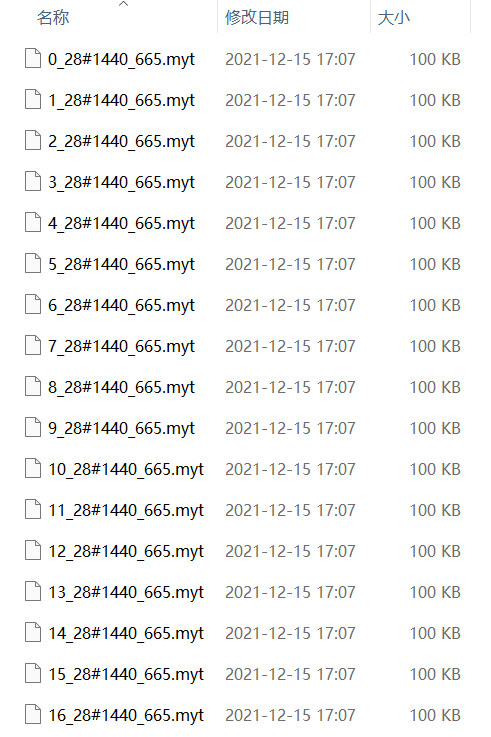 名称 修改日期 大小
0_28#1440_665.myt 2021-12-15 17:07 100 KB
1_28#1440_665.myt 2021-12-15 17:07 100 KB
2_28#1440_665.myt 2021-12-15 17:07 100 KB
3_28#1440_665.myt 2021-12-15 17:07 100 KB
4_28#1440_665.myt 2021-12-15 17:07 100 KB
5_28#1440_665.myt 2021-12-15 17:07 100 KB
6_28#1440_665.myt 2021-12-15 17:07 100 KB
7_28#1440_665.myt 2021-12-15 17:07 100 KB
8_28#1440_665.myt 2021-12-15 17:07 100 KB
9_28#1440_665.myt 2021-12-15 17:07 100 KB
10_28#1440_665.myt 2021-12-15 17:07 100 KB
11_28#1440_665.myt 2021-12-15 17:07 100 KB
12_28#1440_665.myt 2021-12-15 17:07 100 KB
13_28#1440_665.myt 2021-12-15 17:07 100 KB
14_28#1440_665.myt 2021-12-15 17:07 100 KB
15_28#1440_665.myt 2021-12-15 17:07 100 KB
16_28#1440_665.myt 2021-12-15 17:07 100 KB